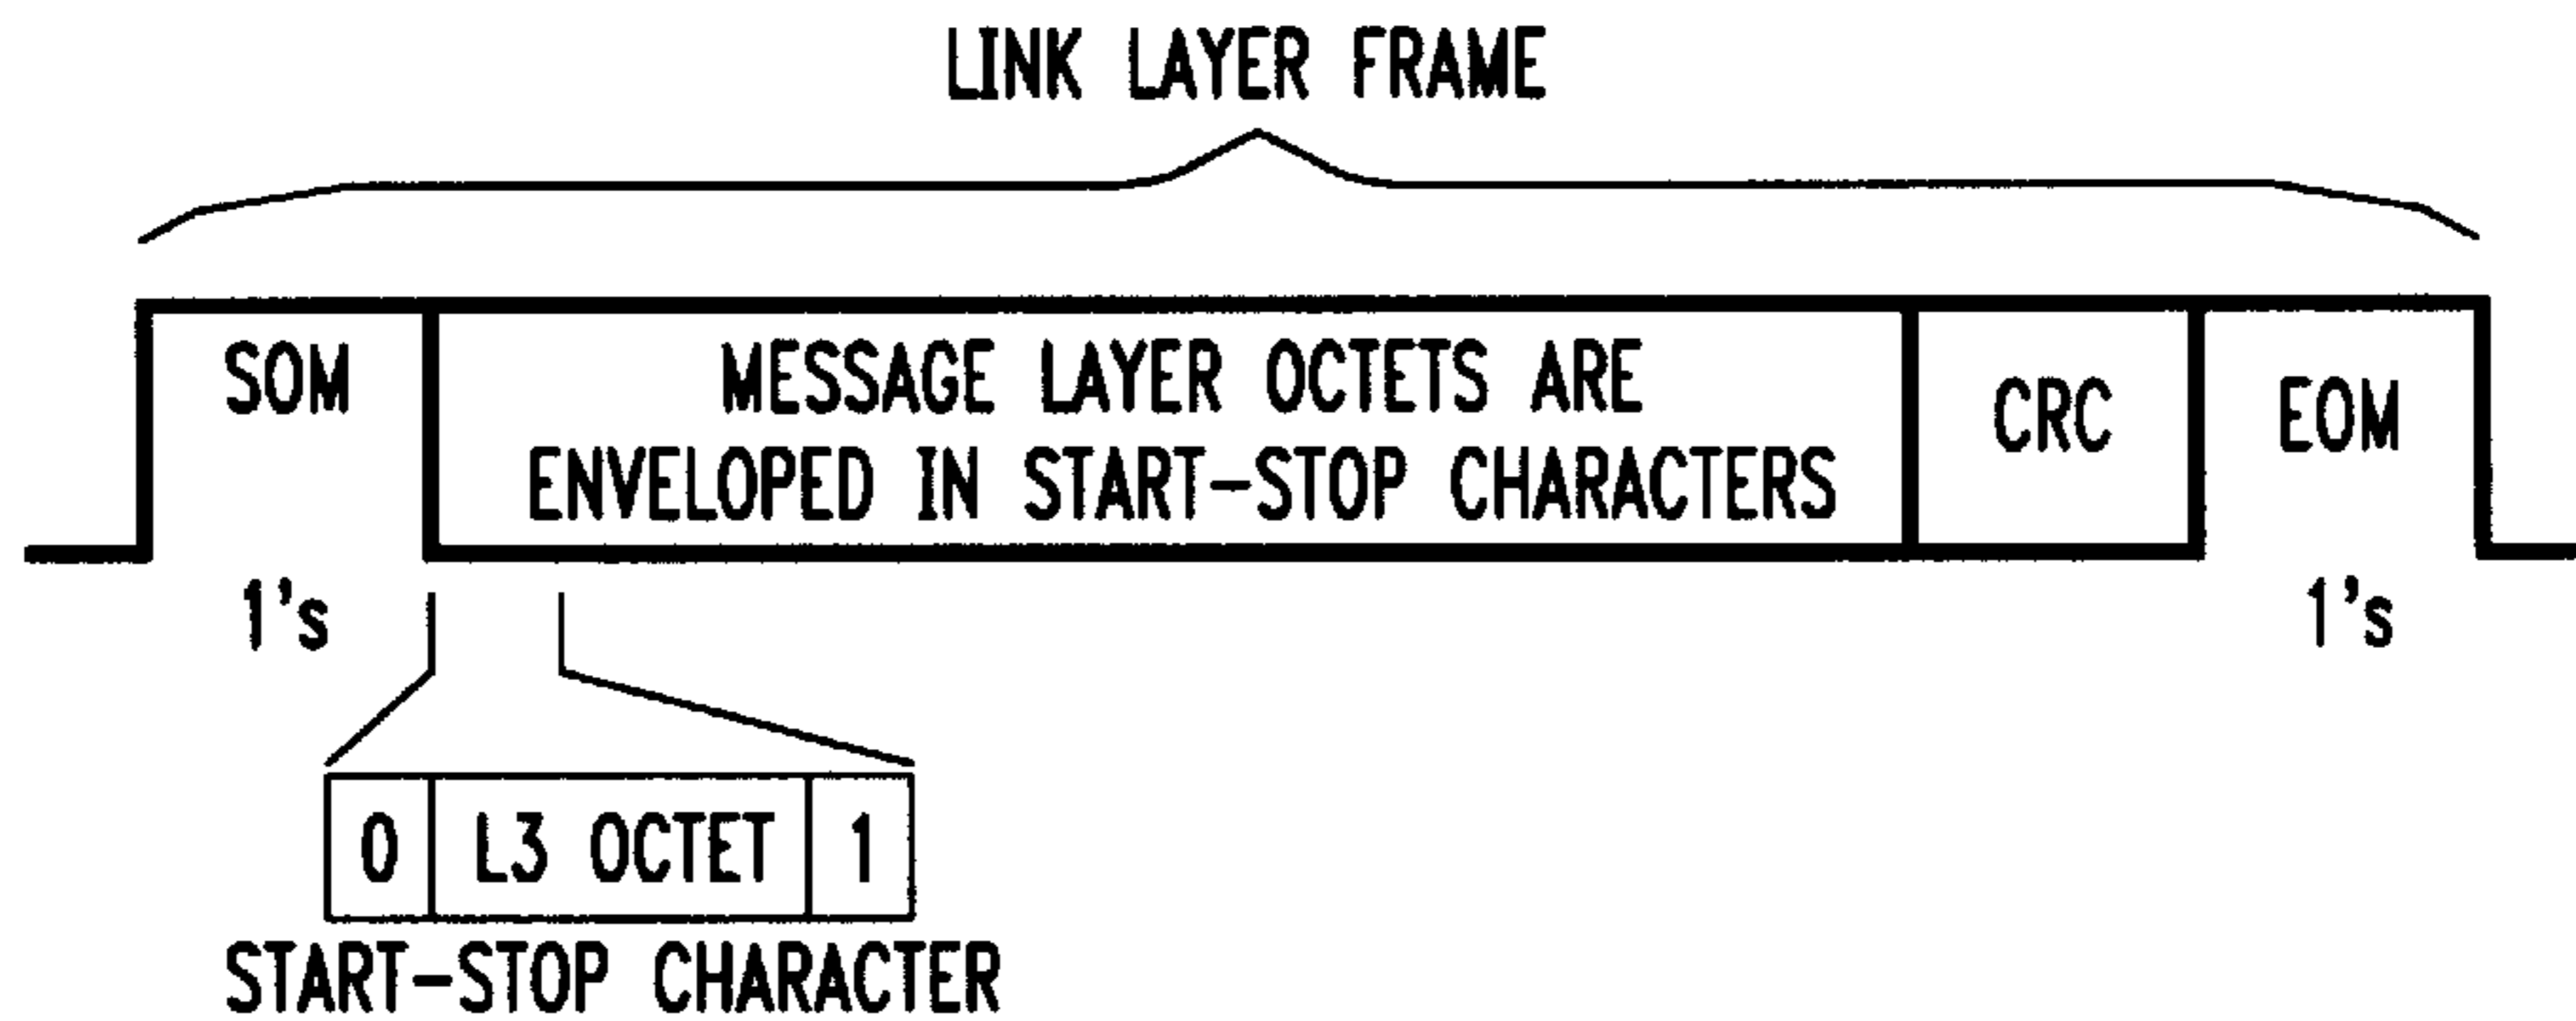 LINK LAYER FRAME
SOM
MESSAGE LAYER OCTETS ARE
ENVELOPED IN START-STOP CHARACTERS
CRC
EOM
1's
1's
0
L3 OCTET
1
START-STOP CHARACTER